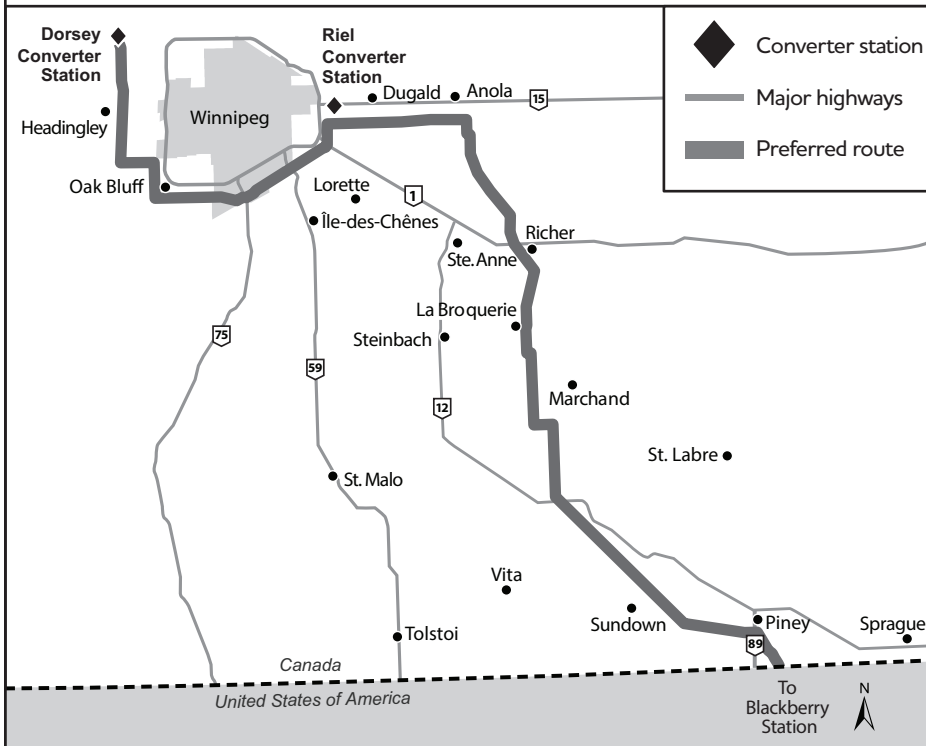 Dorsey
Converter
Station
Riel
Converter
Station
Converter station
Major highways
Preferred route
Dugald
Anola
15
Headingley
Winnipeg
Oak Bluff
Lorette
1
Île-des-Chênes
Richer
Ste. Anne
La Broquerie
75
Steinbach
59
Marchand
12
St. Labre
St. Malo
Vita
Sundown
Piney
Sprague
Tolstoi
89
Canada
United States of America
To
Blackberry
Station
N